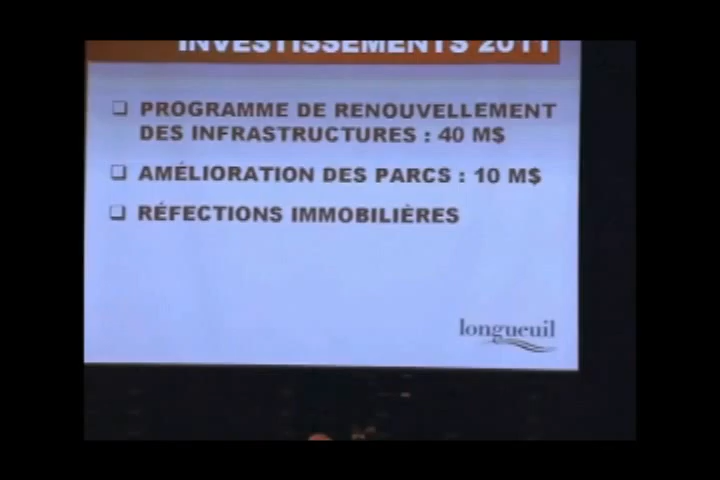 INVESTISSEMENTS 2011
❑ PROGRAMME DE RENOUVELLEMENT
DES INFRASTRUCTURES : 40 M$
❑ AMÉLIORATION DES PARCS : 10 M$
❑ RÉFECTIONS IMMOBILIÈRES
longueuil